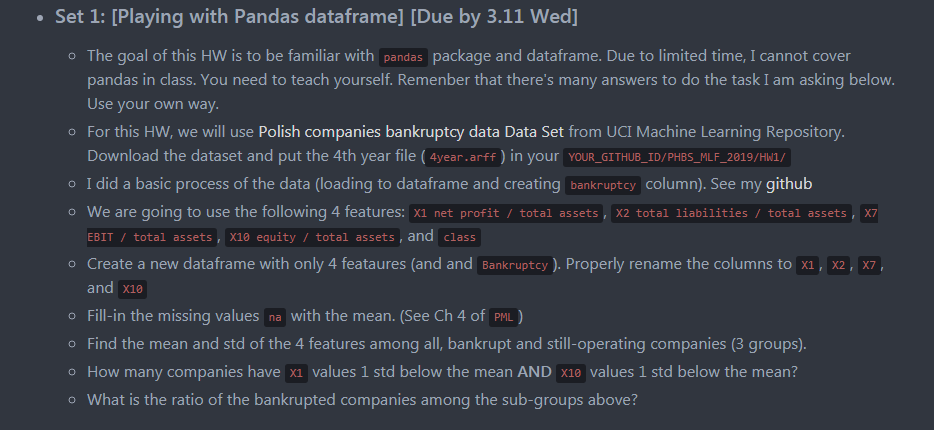 Set 1: [Playing with Pandas dataframe] [Due by 3.11 Wed]
The goal of this HW is to be familiar with pandas package and dataframe. Due to limited time, I cannot cover
pandas in class. You need to teach yourself. Remenber that there's many answers to do the task I am asking below.
Use your own way.
For this HW, we will use Polish companies bankruptcy data Data Set from UCI Machine Learning Repository.
Download the dataset and put the 4th year file (4year.arff) in your YOUR_GITHUB_ID/PHBS_MLF_2019/HW1/
I did a basic process of the data (loading to dataframe and creating bankruptcy column). See my github
We are going to use the following 4 features: X1 net profit / total assets, X2 total liabilities / total assets, X7
EBIT / total assets, X10 equity / total assets, and class
Create a new dataframe with only 4 feataures (and and Bankruptcy). Properly rename the columns to X1, X2, X7,
and X10
Fill-in the missing values na with the mean. (See Ch 4 of PML)
Find the mean and std of the 4 features among all, bankrupt and still-operating companies (3 groups).
How many companies have X1 values 1 std below the mean AND X10 values 1 std below the mean?
What is the ratio of the bankrupted companies among the sub-groups above?